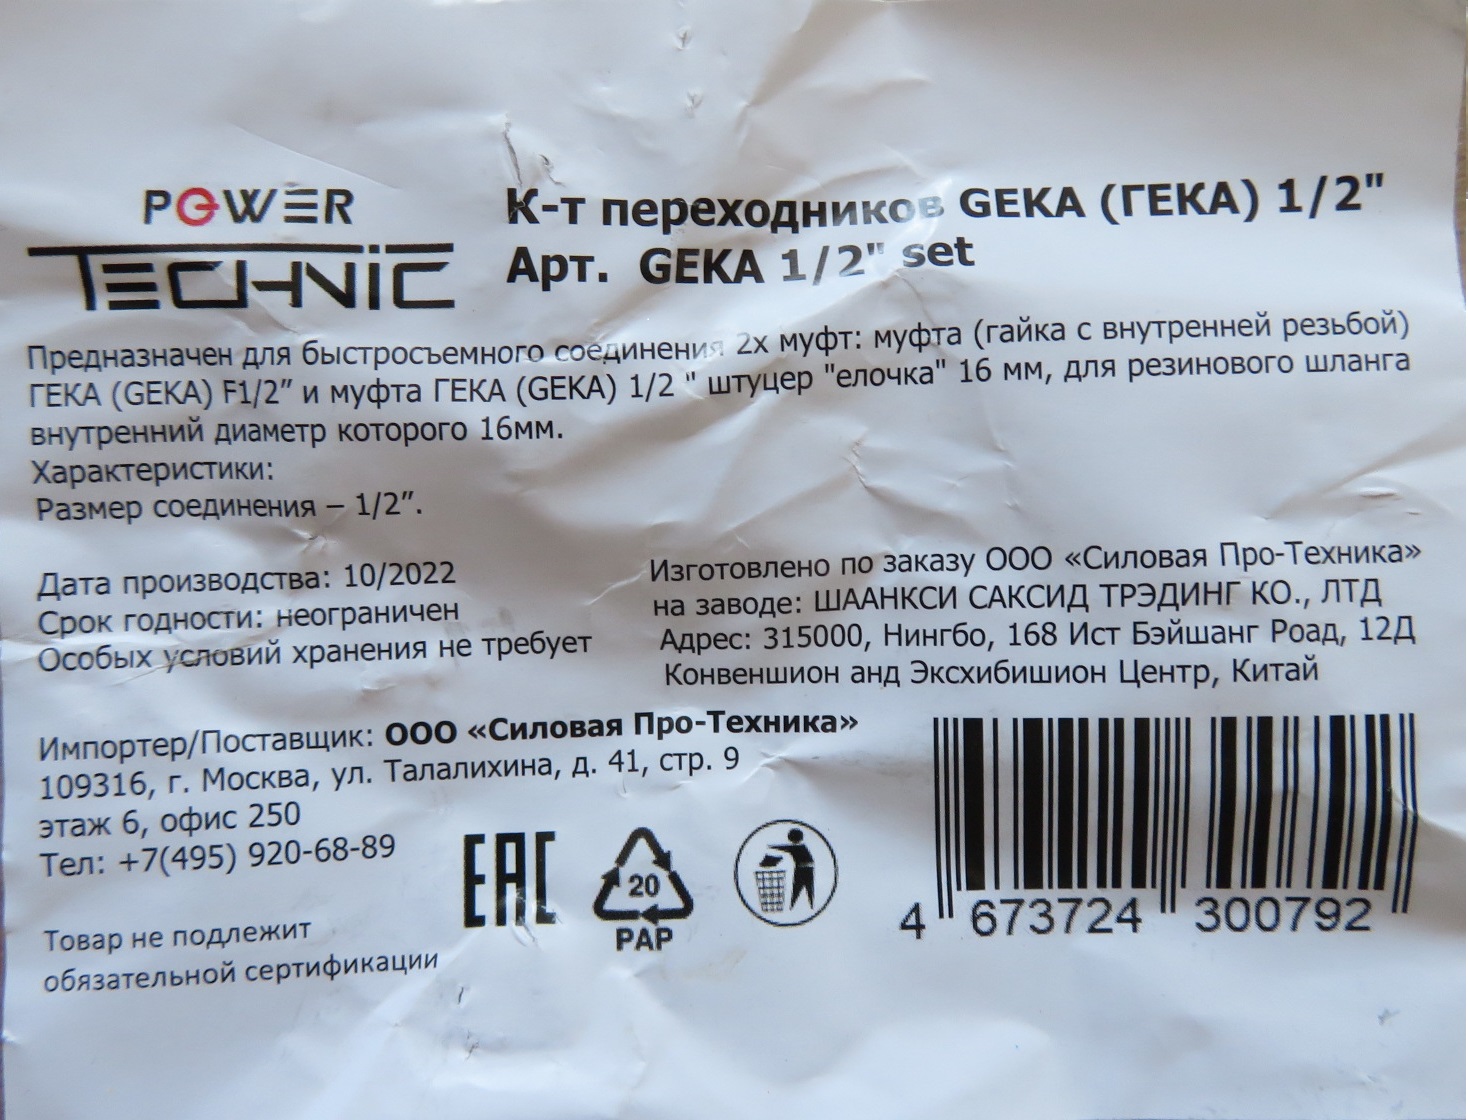 POWER
TECHNIC
К-т переходников GEKA (ГЕКА) 1/2"
Арт. GEKA 1/2" set
Предназначен для быстросъемного соединения 2х муфт: муфта (гайка с внутренней резьбой)
ГЕКА (GEKA) F1/2″ и муфта ГЕКА (GEKA) 1/2 " штуцер "елочка" 16 мм, для резинового шланга
внутренний диаметр которого 16мм.
Характеристики:
Размер соединения – 1/2″.
Дата производства: 10/2022
Срок годности: неограничен
Особых условий хранения не требует
Изготовлено по заказу ООО «Силовая Про-Техника»
на заводе: ШААНКСИ САКСИД ТРЭДИНГ КО., ЛТД
Адрес: 315000, Нингбо, 168 Ист Бэйшанг Роад, 12Д
Конвеншион анд Эксхибишион Центр, Китай
Импортер/Поставщик: ООО «Силовая Про-Техника»
109316, г. Москва, ул. Талалихина, д. 41, стр. 9
этаж 6, офис 250
Тел: +7(495) 920-68-89
EAC
20
PAP
Товар не подлежит
обязательной сертификации
4 673724 300792